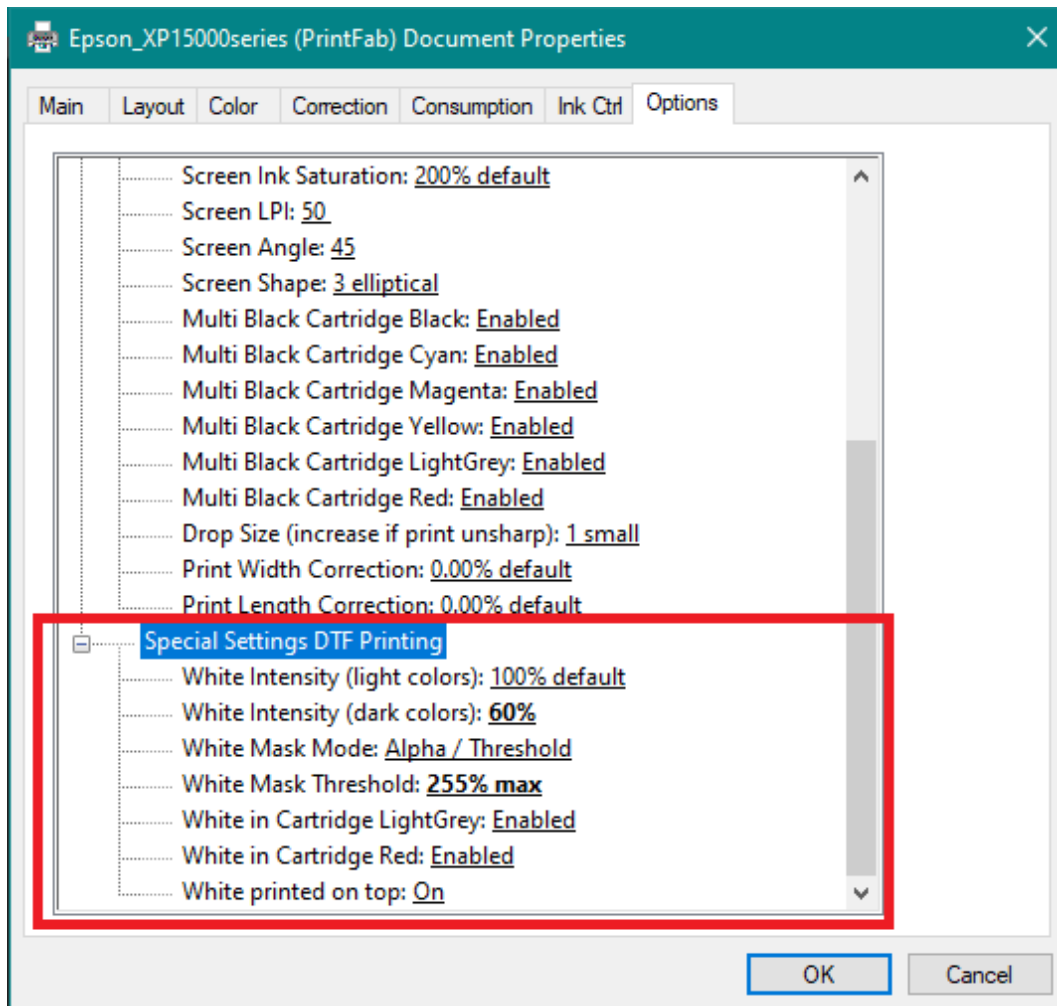 Epson_XP15000series (PrintFab) Document Properties
Main Layout Color Correction Consumption Ink Ctrl Options
Screen Ink Saturation: 200% default
Screen LPI: 50
Screen Angle: 45
Screen Shape: 3 elliptical
Multi Black Cartridge Black: Enabled
Multi Black Cartridge Cyan: Enabled
Multi Black Cartridge Magenta: Enabled
Multi Black Cartridge Yellow: Enabled
Multi Black Cartridge LightGrey: Enabled
Multi Black Cartridge Red: Enabled
Drop Size (increase if print unsharp): 1 small
Print Width Correction: 0.00% default
Print Length Correction: 0.00% default
Special Settings DTF Printing
White Intensity (light colors): 100% default
White Intensity (dark colors): 60%
White Mask Mode: Alpha / Threshold
White Mask Threshold: 255% max
White in Cartridge LightGrey: Enabled
White in Cartridge Red: Enabled
White printed on top: On
OK Cancel